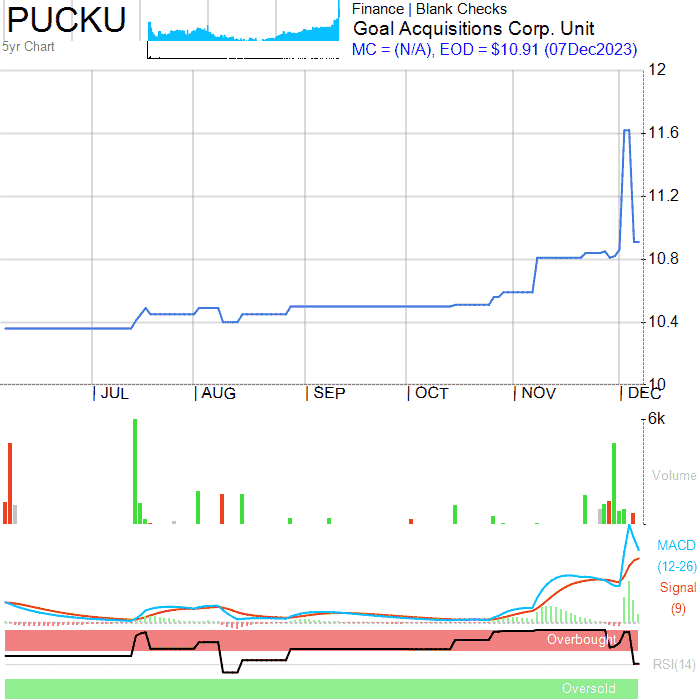 PUCKU
5yr Chart
Finance | Blank Checks
Goal Acquisitions Corp. Unit
MC = (N/A), EOD = $10.91 (07Dec2023)
12
11.6
11.2
10.8
10.4
10
| JUL | AUG | SEP | OCT | NOV | DEC
6k
Volume
MACD
(12-26)
Signal
(9)
Overbought
RSI(14)
Oversold